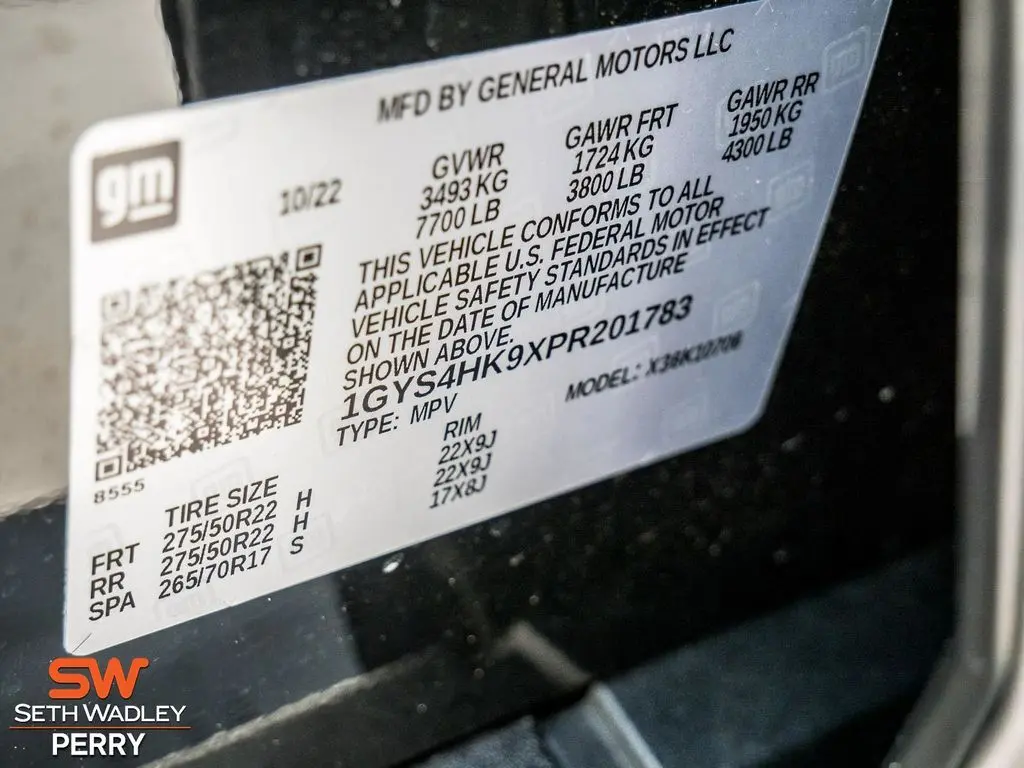 MFD BY GENERAL MOTORS LLC
gm
10/22
GVWR
3493 KG
7700 LB
GAWR FRT
1724 KG
3800 LB
GAWR RR
1950 KG
4300 LB
THIS VEHICLE CONFORMS TO ALL
APPLICABLE U.S. FEDERAL MOTOR
VEHICLE SAFETY STANDARDS IN EFFECT
ON THE DATE OF MANUFACTURE
SHOWN ABOVE.
1GYS4HK9XPR201783
TYPE: MPV
MODEL:
8555
TIRE SIZE
RIM
FRT 275/50R22 H 22X9J
RR 275/50R22 H 22X9J
SPA 265/70R17 S 17X8J
SW
SETH WADLEY
PERRY